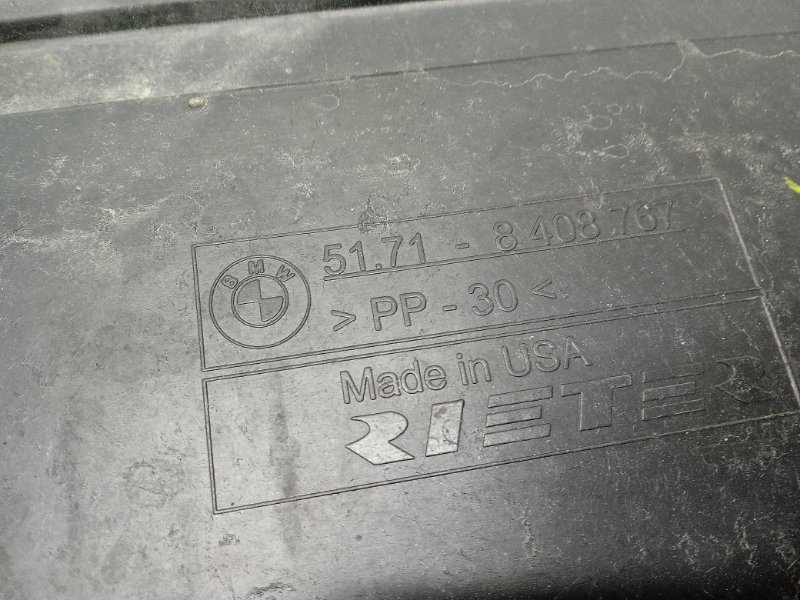 BMW
51.71 - 8 408 767
> PP - 30 <
Made in USA
RIETER